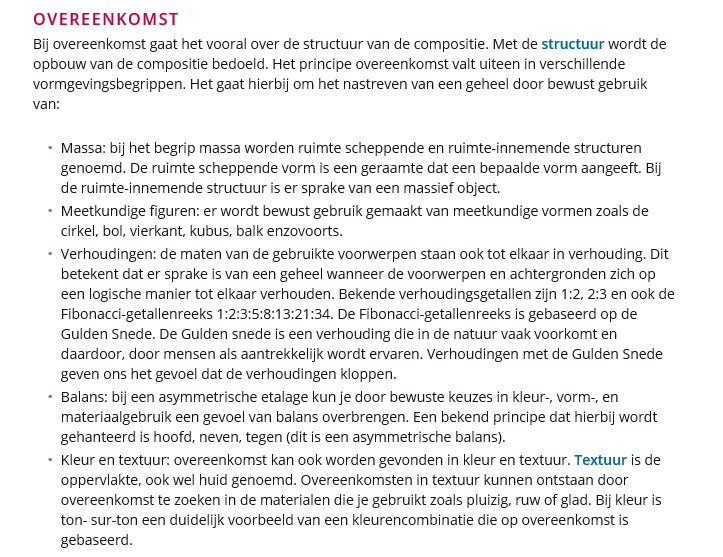 OVEREENKOMST
Bij overeenkomst gaat het vooral over de structuur van de compositie. Met de structuur wordt de
opbouw van de compositie bedoeld. Het principe overeenkomst valt uiteen in verschillende
vormgevingsbegrippen. Het gaat hierbij om het nastreven van een geheel door bewust gebruik
van:
• Massa: bij het begrip massa worden ruimte scheppende en ruimte-innemende structuren
genoemd. De ruimte scheppende vorm is een geraamte dat een bepaalde vorm aangeeft. Bij
de ruimte-innemende structuur is er sprake van een massief object.
• Meetkundige figuren: er wordt bewust gebruik gemaakt van meetkundige vormen zoals de
cirkel, bol, vierkant, kubus, balk enzovoorts.
• Verhoudingen: de maten van de gebruikte voorwerpen staan ook tot elkaar in verhouding. Dit
betekent dat er sprake is van een geheel wanneer de voorwerpen en achtergronden zich op
een logische manier tot elkaar verhouden. Bekende verhoudingsgetallen zijn 1:2, 2:3 en ook de
Fibonacci-getallenreeks 1:2:3:5:8:13:21:34. De Fibonacci-getallenreeks is gebaseerd op de
Gulden Snede. De Gulden snede is een verhouding die in de natuur vaak voorkomt en
daardoor, door mensen als aantrekkelijk wordt ervaren. Verhoudingen met de Gulden Snede
geven ons het gevoel dat de verhoudingen kloppen.
• Balans: bij een asymmetrische etalage kun je door bewuste keuzes in kleur-, vorm-, en
materiaalgebruik een gevoel van balans overbrengen. Een bekend principe dat hierbij wordt
gehanteerd is hoofd, neven, tegen (dit is een asymmetrische balans).
• Kleur en textuur: overeenkomst kan ook worden gevonden in kleur en textuur. Textuur is de
oppervlakte, ook wel huid genoemd. Overeenkomsten in textuur kunnen ontstaan door
overeenkomst te zoeken in de materialen die je gebruikt zoals pluizig, ruw of glad. Bij kleur is
ton- sur-ton een duidelijk voorbeeld van een kleurencombinatie die op overeenkomst is
gebaseerd.